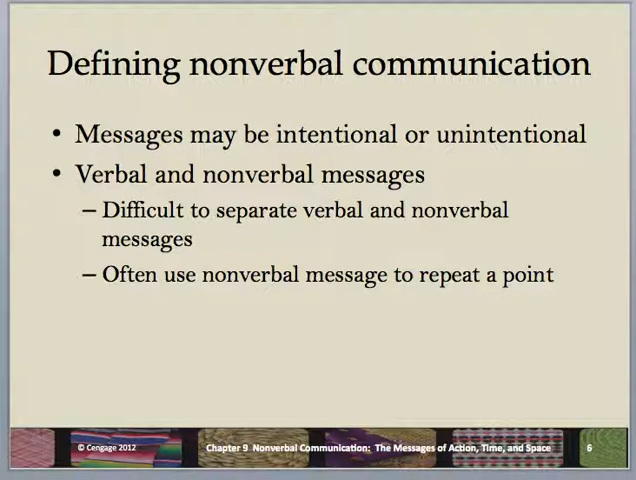 Defining nonverbal communication
• Messages may be intentional or unintentional
• Verbal and nonverbal messages
– Difficult to separate verbal and nonverbal
messages
– Often use nonverbal message to repeat a point
© Cengage 2012 Chapter 9 Nonverbal Communication: The Messages of Action, Time, and Space 6